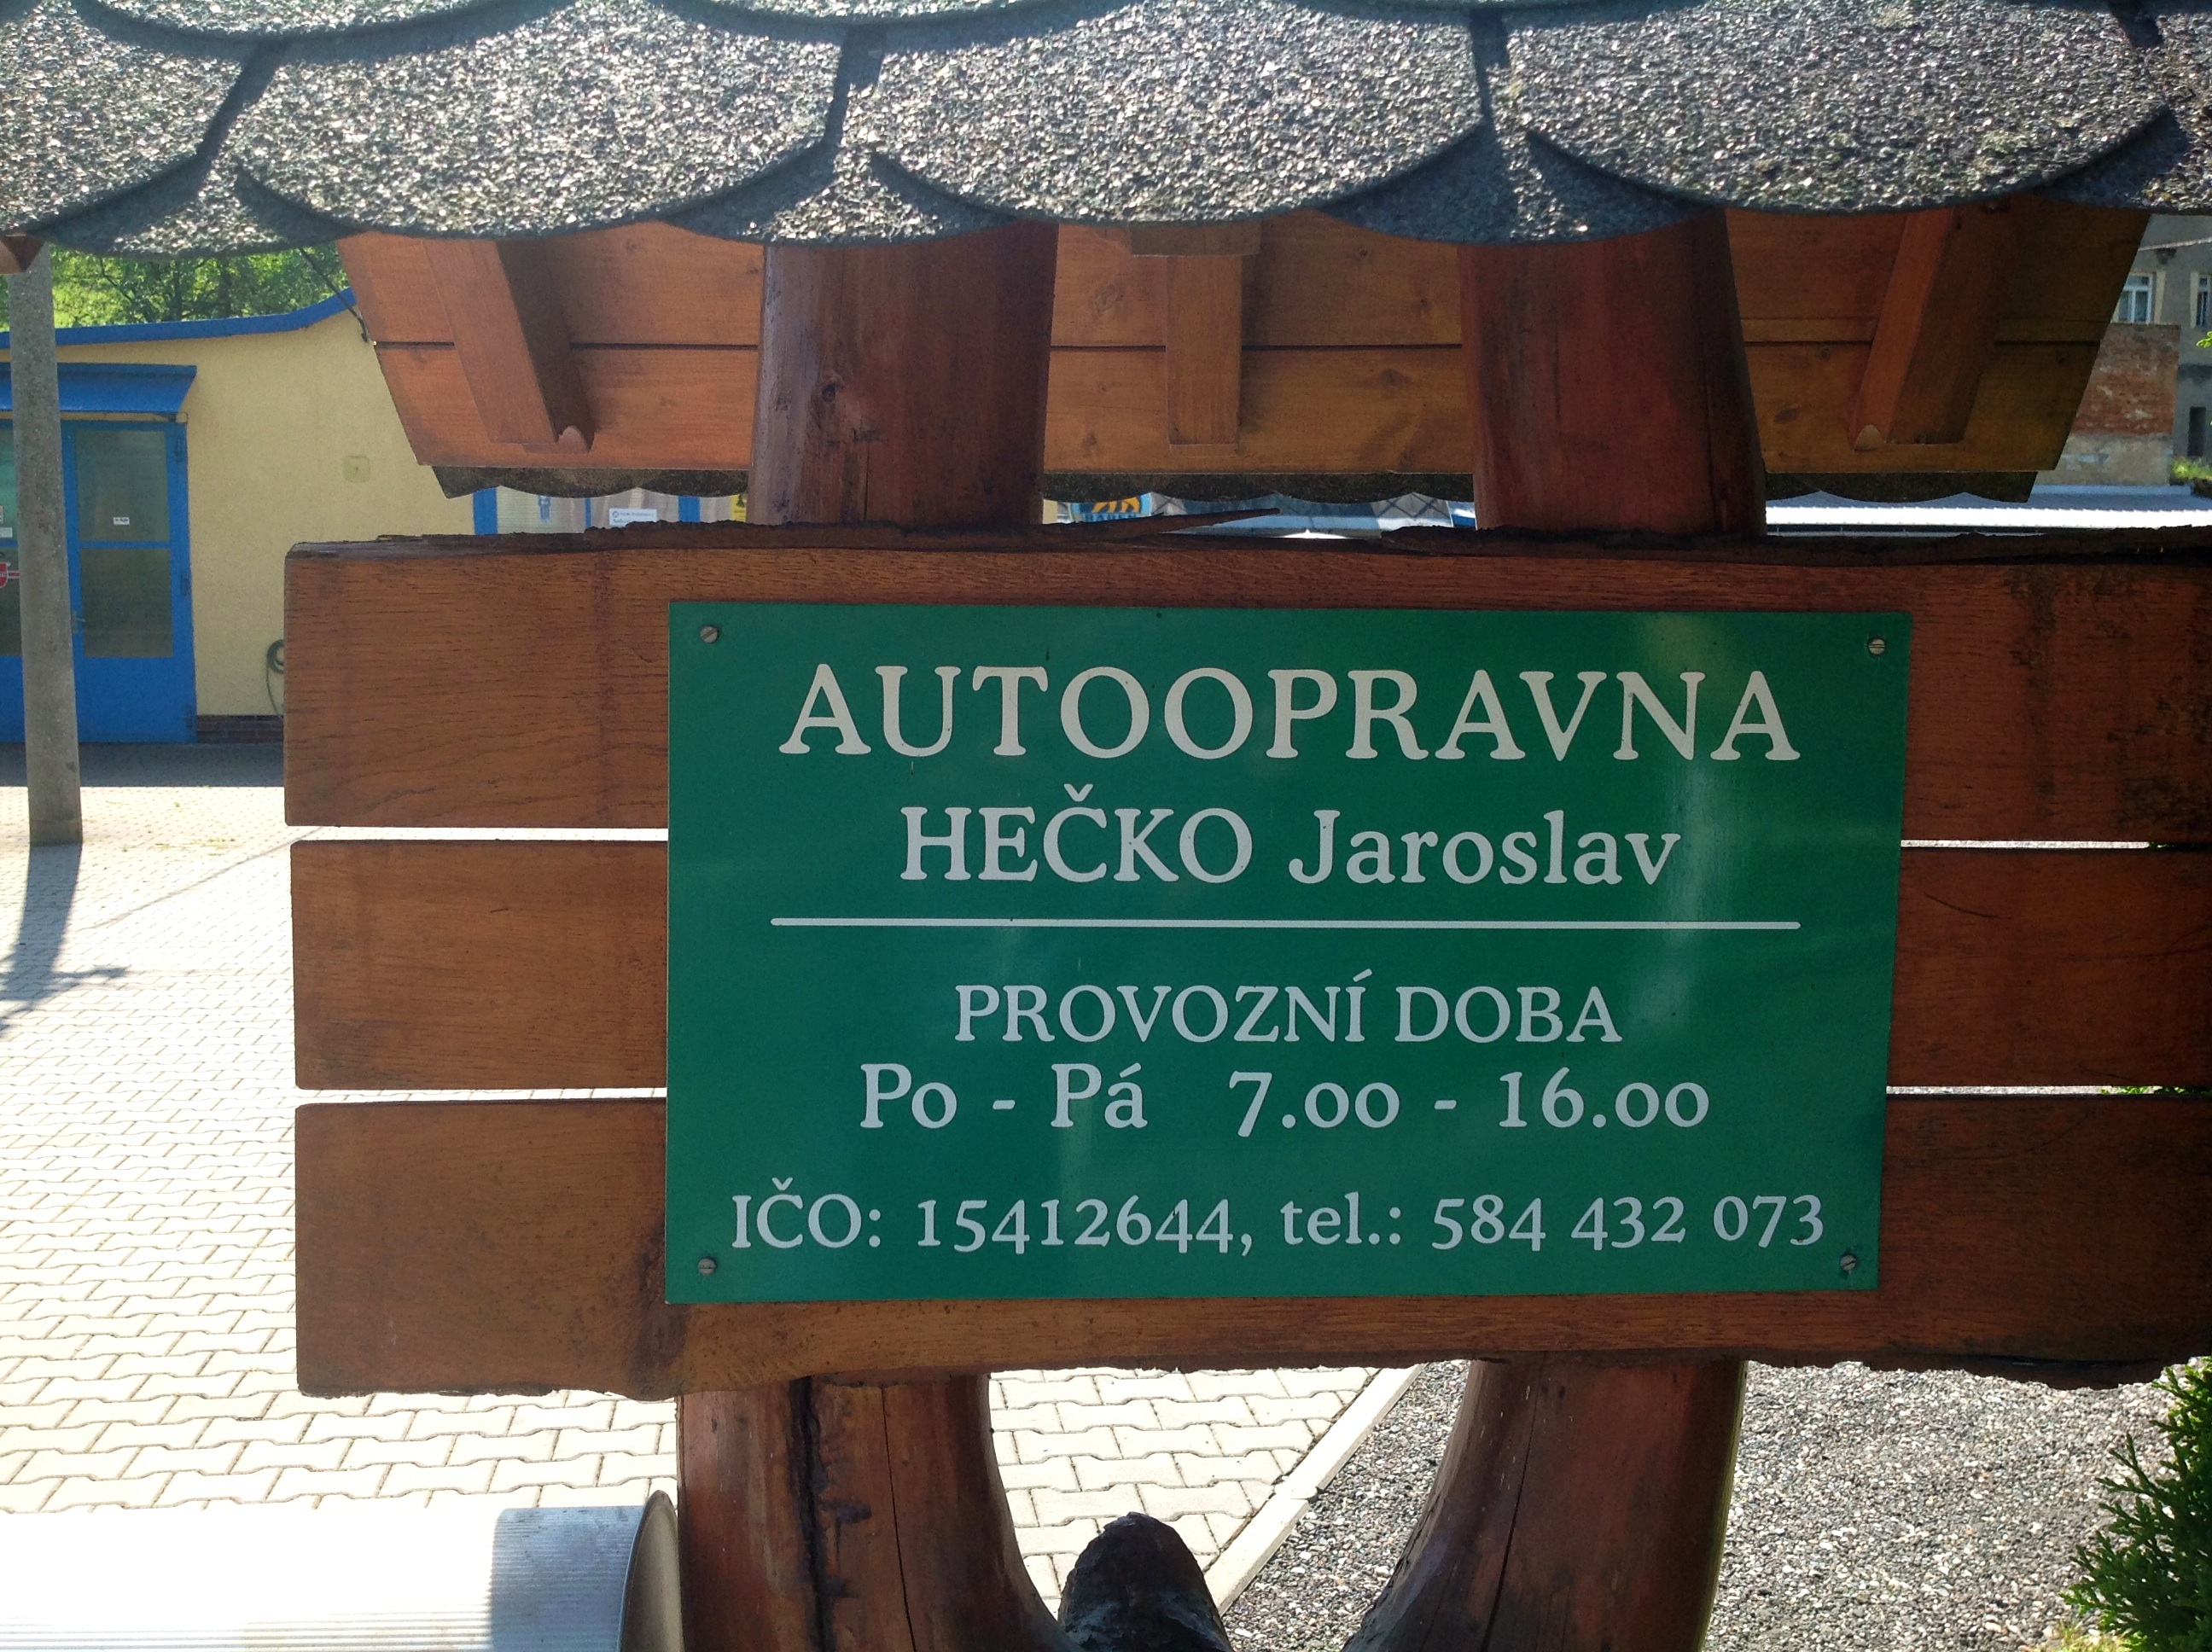 AUTOOPRAVNA
HEČKO Jaroslav
PROVOZNÍ DOBA
Po - Pá 7.00 - 16.00
IČO: 15412644, tel.: 584 432 073